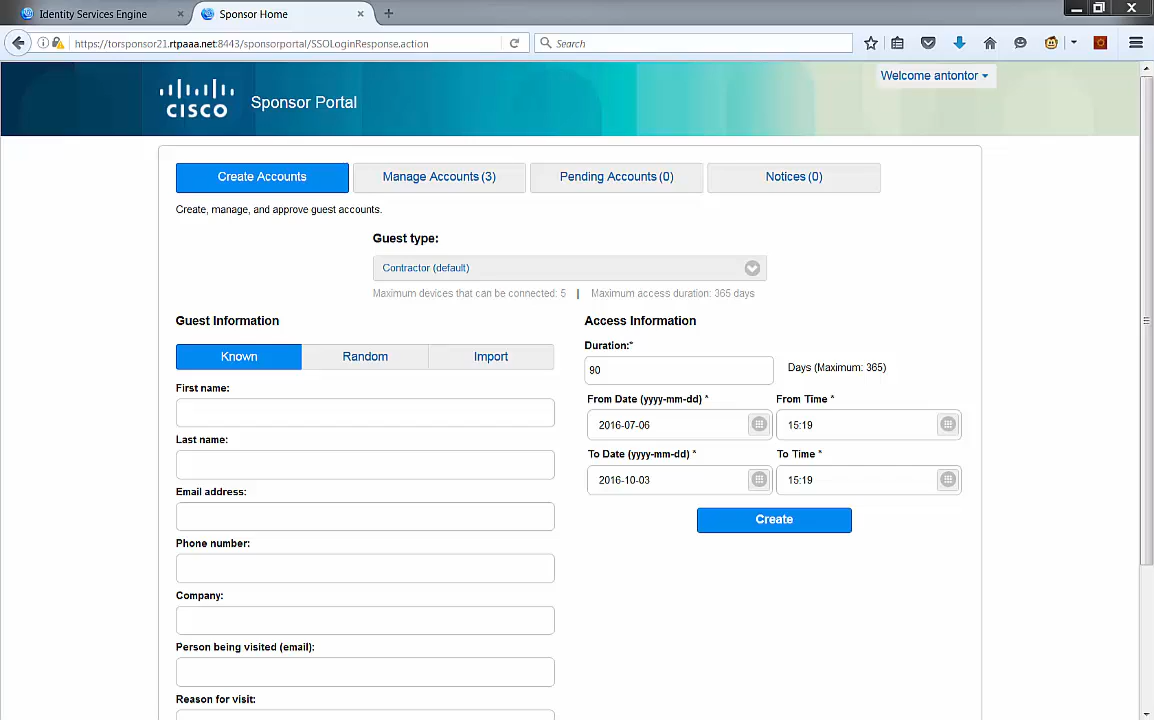 Identity Services Engine
Sponsor Home
https://torsponsor21.rtpaaa.net:8443/sponsorportal/SSOLoginResponse.action
Search
Welcome antontor
CISCO
Sponsor Portal
Create Accounts
Manage Accounts (3)
Pending Accounts (0)
Notices (0)
Create, manage, and approve guest accounts.
Guest type:
Contractor (default)
Maximum devices that can be connected: 5 | Maximum access duration: 365 days
Guest Information
Known
Random
Import
First name:
Last name:
Email address:
Phone number:
Company:
Person being visited (email):
Reason for visit:
Access Information
Duration:*
90
Days (Maximum: 365)
From Date (yyyy-mm-dd) *
From Time *
2016-07-06
15:19
To Date (yyyy-mm-dd) *
To Time *
2016-10-03
15:19
Create